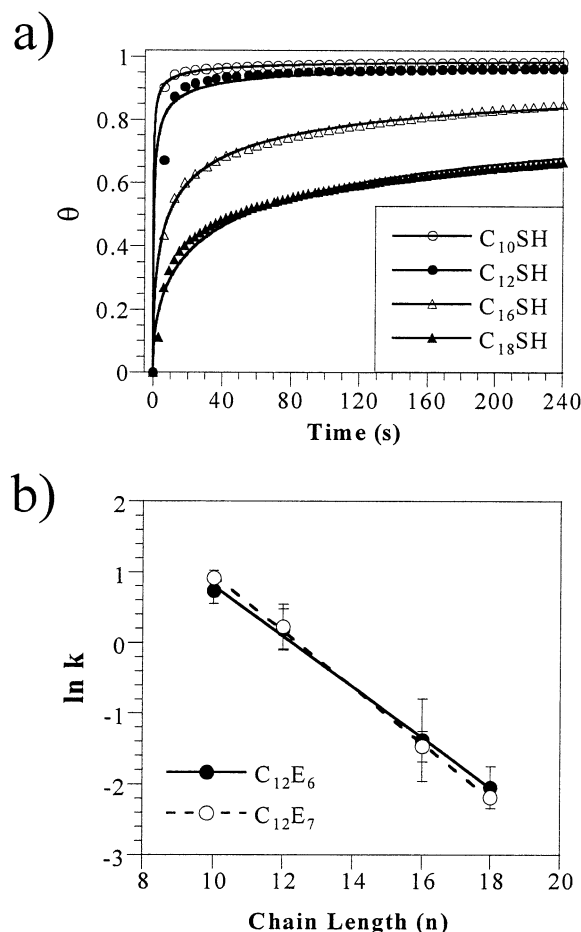 a)
1
0.8
0.6
0.4
0.2
0
θ
C₁₀SH
C₁₂SH
C₁₆SH
C₁₈SH
0 40 80 120 160 200 240
Time (s)
b)
2
1
0
-1
-2
-3
ln k
C₁₂E₆
C₁₂E₇
8 10 12 14 16 18 20
Chain Length (n)